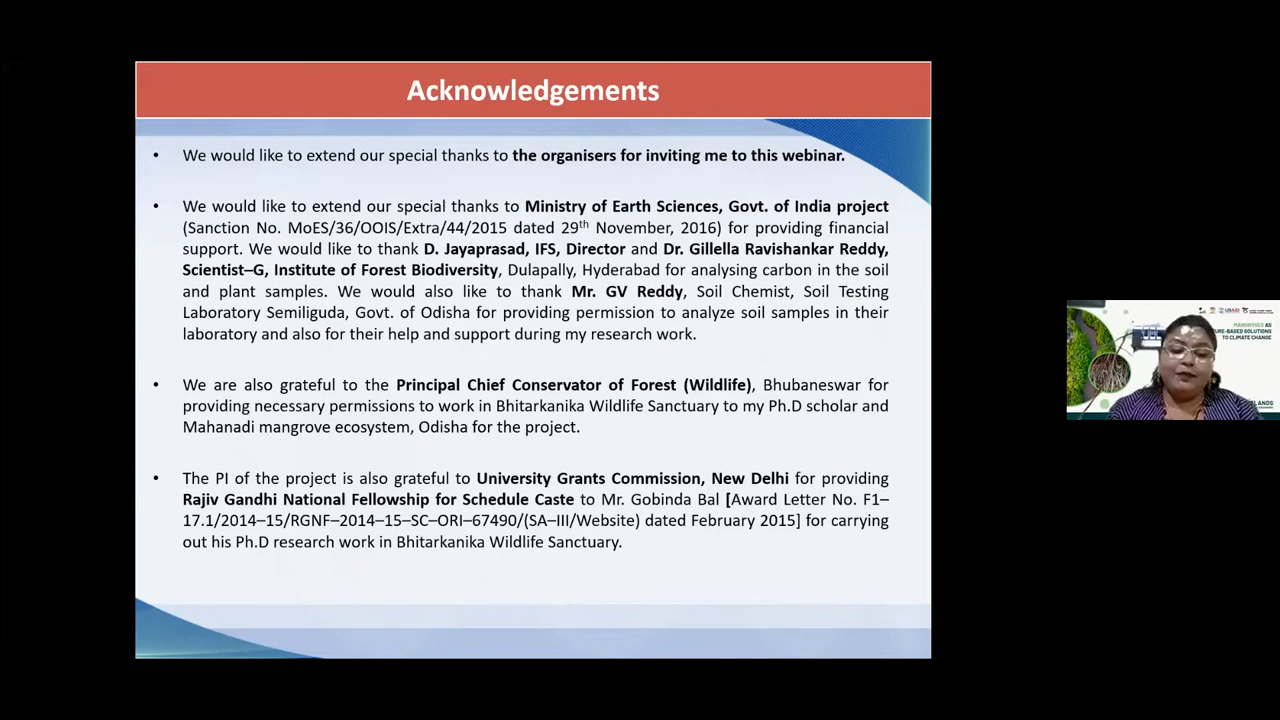 Acknowledgements
• We would like to extend our special thanks to the organisers for inviting me to this webinar.
• We would like to extend our special thanks to Ministry of Earth Sciences, Govt. of India project
(Sanction No. MoES/36/OOIS/Extra/44/2015 dated 29th November, 2016) for providing financial
support. We would like to thank D. Jayaprasad, IFS, Director and Dr. Gillella Ravishankar Reddy,
Scientist–G, Institute of Forest Biodiversity, Dulapally, Hyderabad for analysing carbon in the soil
and plant samples. We would also like to thank Mr. GV Reddy, Soil Chemist, Soil Testing
Laboratory Semiliguda, Govt. of Odisha for providing permission to analyze soil samples in their
laboratory and also for their help and support during my research work.
• We are also grateful to the Principal Chief Conservator of Forest (Wildlife), Bhubaneswar for
providing necessary permissions to work in Bhitarkanika Wildlife Sanctuary to my Ph.D scholar and
Mahanadi mangrove ecosystem, Odisha for the project.
• The PI of the project is also grateful to University Grants Commission, New Delhi for providing
Rajiv Gandhi National Fellowship for Schedule Caste to Mr. Gobinda Bal [Award Letter No. F1–
17.1/2014–15/RGNF–2014–15–SC–ORI–67490/(SA–III/Website) dated February 2015] for carrying
out his Ph.D research work in Bhitarkanika Wildlife Sanctuary.
USAID
MANGROVES AS
URE-BASED SOLUTIONS
TO CLIMATE CHANGE
LANDS